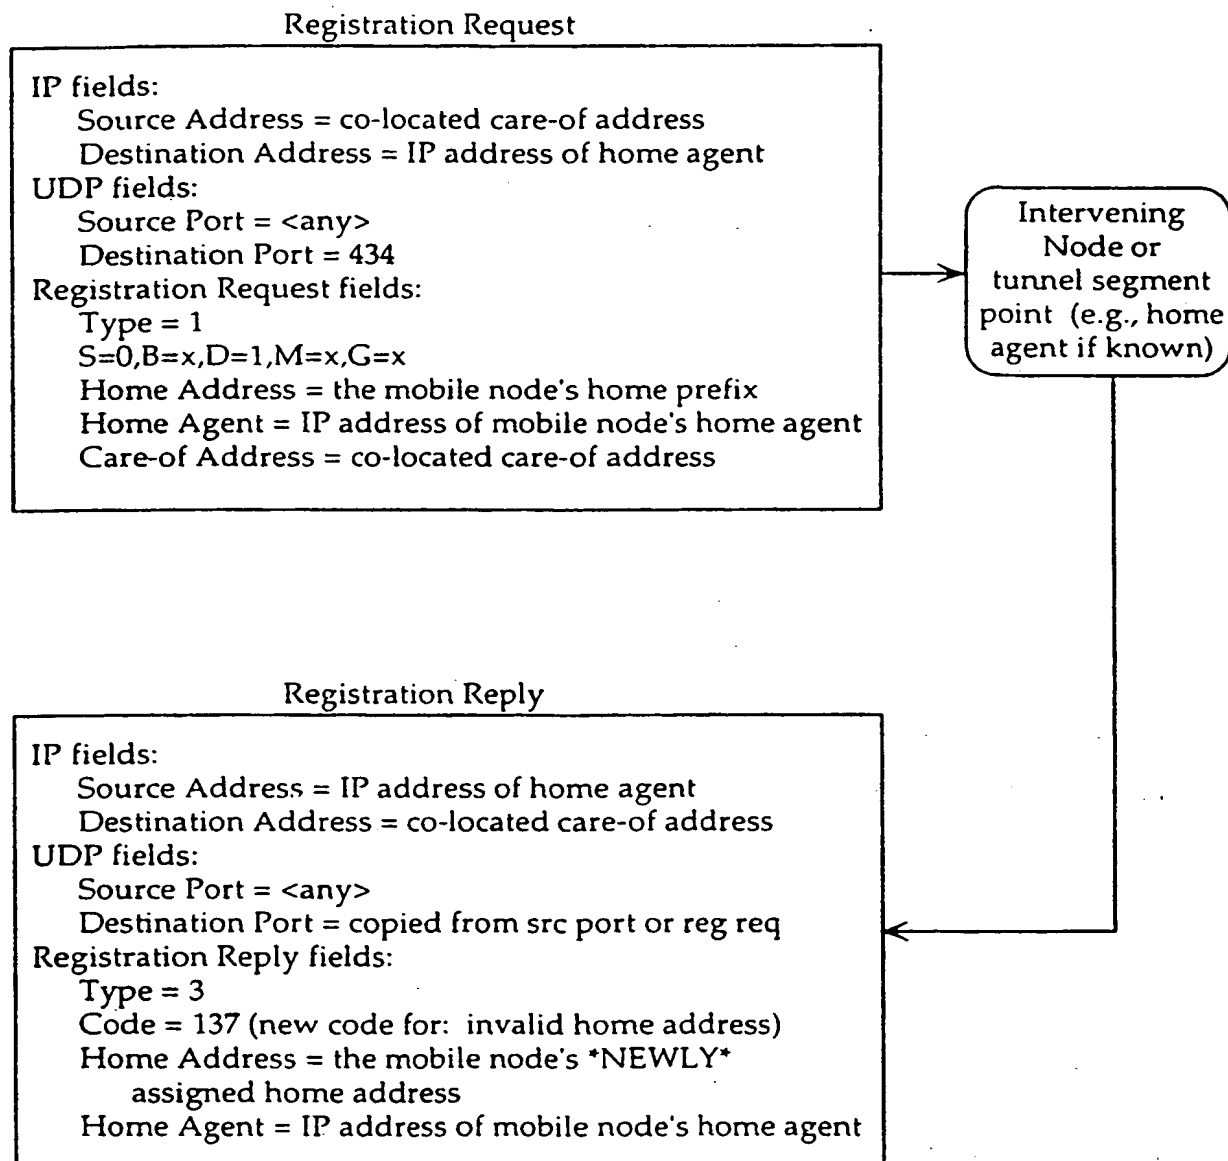 Registration Request
IP fields:
Source Address = co-located care-of address
Destination Address = IP address of home agent
UDP fields:
Source Port = <any>
Destination Port = 434
Registration Request fields:
Type = 1
S=0,B=x,D=1,M=x,G=x
Home Address = the mobile node's home prefix
Home Agent = IP address of mobile node's home agent
Care-of Address = co-located care-of address
Intervening
Node or
tunnel segment
point (e.g., home
agent if known)
Registration Reply
IP fields:
Source Address = IP address of home agent
Destination Address = co-located care-of address
UDP fields:
Source Port = <any>
Destination Port = copied from src port or reg req
Registration Reply fields:
Type = 3
Code = 137 (new code for: invalid home address)
Home Address = the mobile node's *NEWLY*
assigned home address
Home Agent = IP address of mobile node's home agent